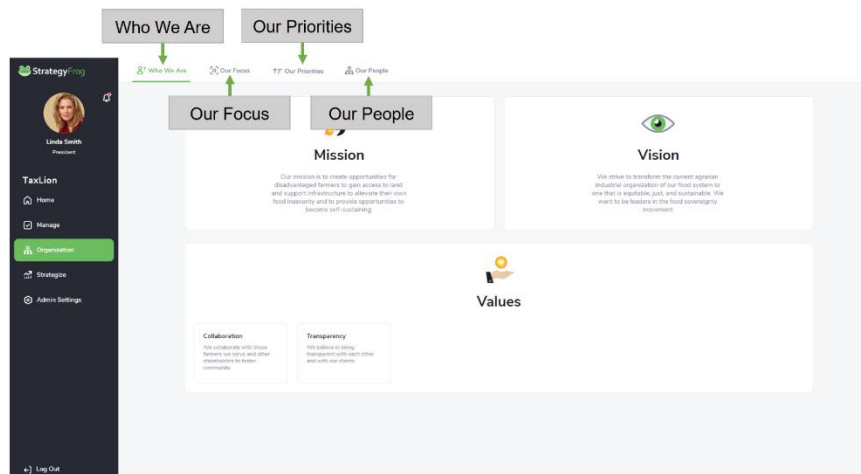 Who We Are
Our Priorities
StrategyFrog
Who We Are
Our Focus
Our Priorities
Our People
Our Focus
Our People
Linda Smith
President
TaxLion
Home
Manage
Organization
Strategize
Admin Settings
Log Out
Mission
Our mission is to create opportunities for
disadvantaged farmers to gain access to land
and support infrastructure to alleviate their own
food insecurity and to provide opportunities to
become self-sustaining.
Vision
We strive to transform the current agrarian
industrial organization of our food system to
one that is equitable, just, and sustainable. We
want to be leaders in the food sovereignty
movement.
Values
Collaboration
We collaborate with those
farmers we serve and other
organizations to foster
community.
Transparency
We believe in being
transparent with each other
and with our clients.